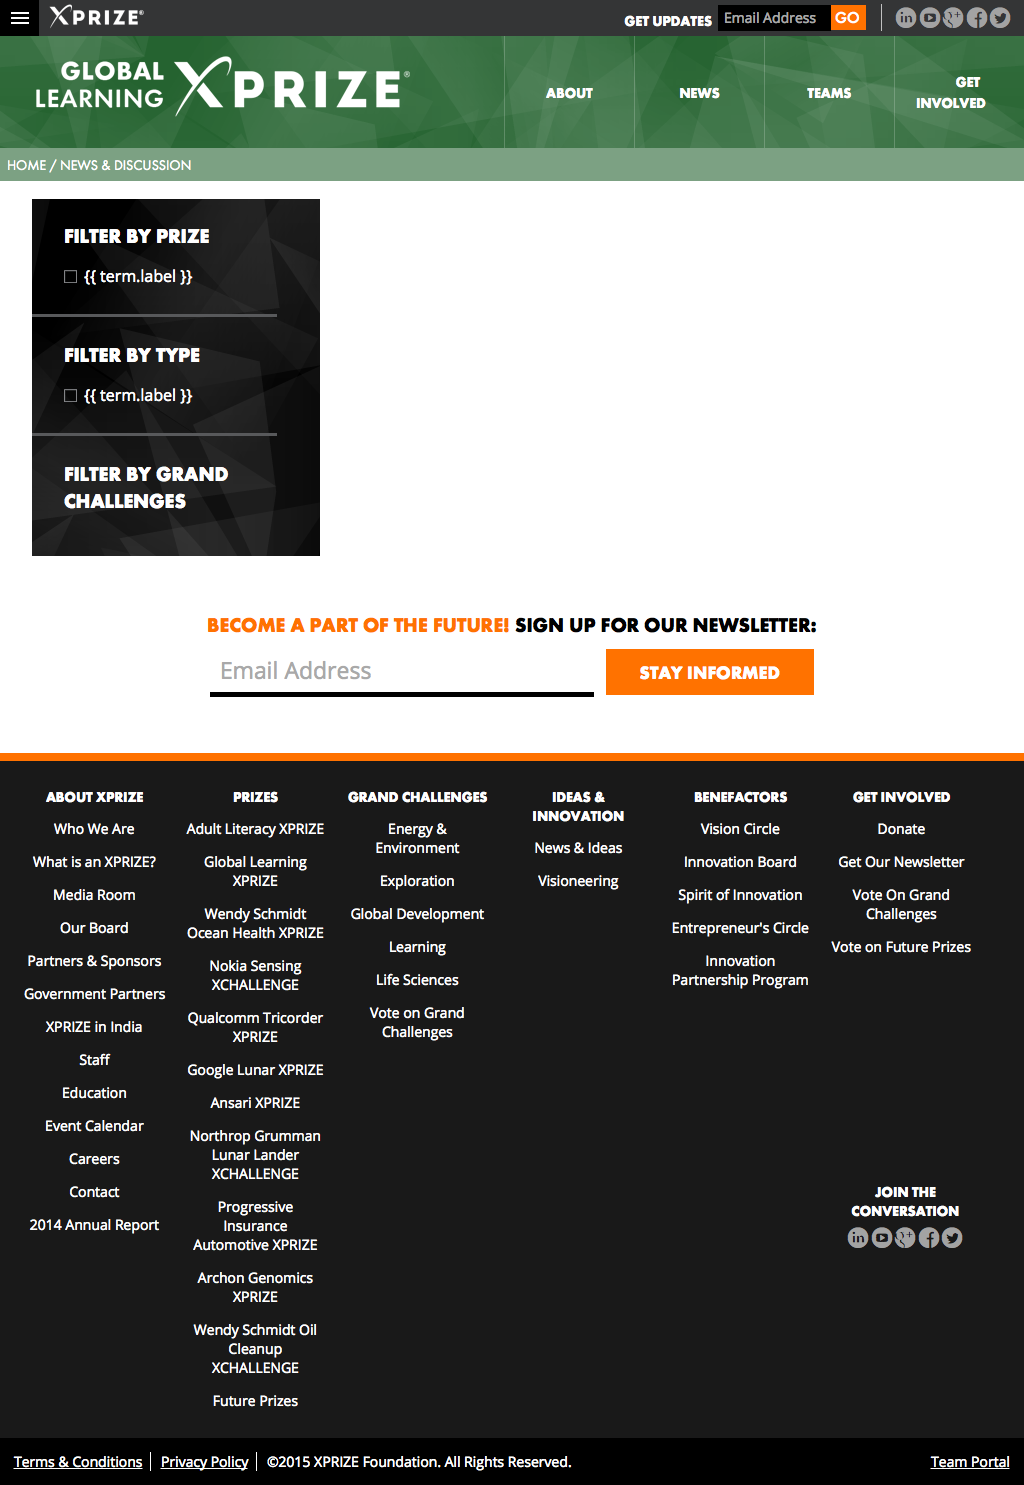 XPRIZE®
GET UPDATES
Email Address
GO
GLOBAL
LEARNING
XPRIZE®
ABOUT
NEWS
TEAMS
GET
INVOLVED
HOME / NEWS & DISCUSSION
FILTER BY PRIZE
{{ term.label }}
FILTER BY TYPE
{{ term.label }}
FILTER BY GRAND
CHALLENGES
BECOME A PART OF THE FUTURE! SIGN UP FOR OUR NEWSLETTER:
Email Address
STAY INFORMED
ABOUT XPRIZE
Who We Are
What is an XPRIZE?
Media Room
Our Board
Partners & Sponsors
Government Partners
XPRIZE in India
Staff
Education
Event Calendar
Careers
Contact
2014 Annual Report
PRIZES
Adult Literacy XPRIZE
Global Learning
XPRIZE
Wendy Schmidt
Ocean Health XPRIZE
Nokia Sensing
XCHALLENGE
Qualcomm Tricorder
XPRIZE
Google Lunar XPRIZE
Ansari XPRIZE
Northrop Grumman
Lunar Lander
XCHALLENGE
Progressive
Insurance
Automotive XPRIZE
Archon Genomics
XPRIZE
Wendy Schmidt Oil
Cleanup
XCHALLENGE
Future Prizes
GRAND CHALLENGES
Energy &
Environment
Exploration
Global Development
Learning
Life Sciences
Vote on Grand
Challenges
IDEAS &
INNOVATION
News & Ideas
Visioneering
BENEFACTORS
Vision Circle
Innovation Board
Spirit of Innovation
Entrepreneur's Circle
Innovation
Partnership Program
GET INVOLVED
Donate
Get Our Newsletter
Vote On Grand
Challenges
Vote on Future Prizes
JOIN THE
CONVERSATION
Terms & Conditions
Privacy Policy
©2015 XPRIZE Foundation. All Rights Reserved.
Team Portal